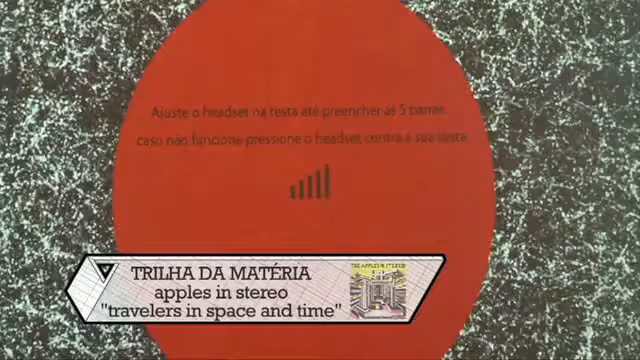 Ajuste o headset na testa até preencher as 5 barras
caso não funcione pressione o headset contra a sua testa
TRILHA DA MATÉRIA
apples in stereo
"travelers in space and time"
THE APPLES IN STEREO